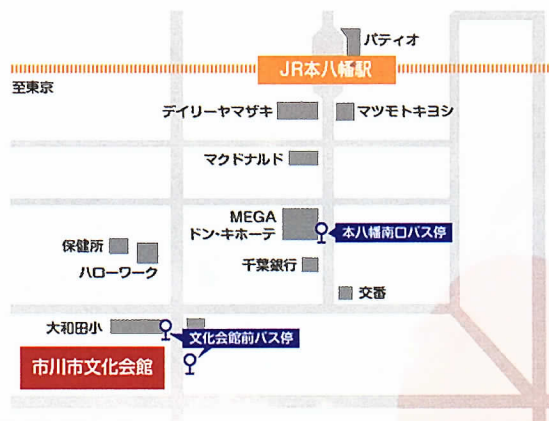 パティオ
JR本八幡駅
至東京
デイリーヤマザキ
マツモトキヨシ
マクドナルド
MEGA
ドン・キホーテ
本八幡南口バス停
保健所
ハローワーク
千葉銀行
交番
大和田小
文化会館前バス停
市川市文化会館